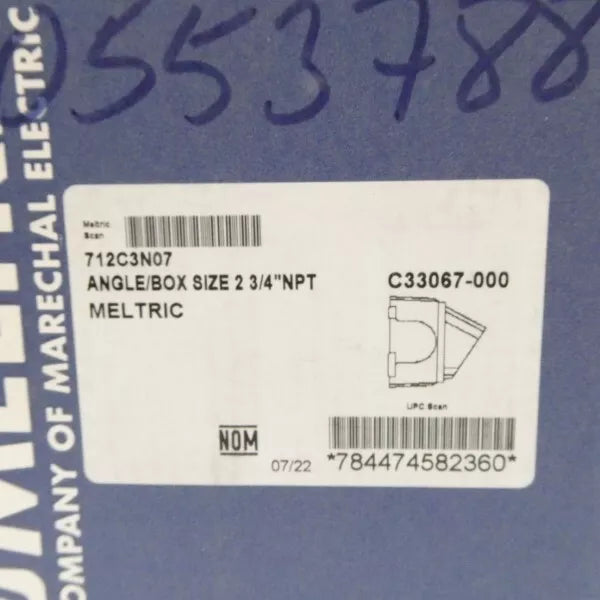 0553788
COMPANY OF MARECHAL ELECTRIC
Meltric
Scan
712C3N07
ANGLE/BOX SIZE 2 3/4"NPT
C33067-000
MELTRIC
UPC Scan
NOM
07/22
*784474582360*